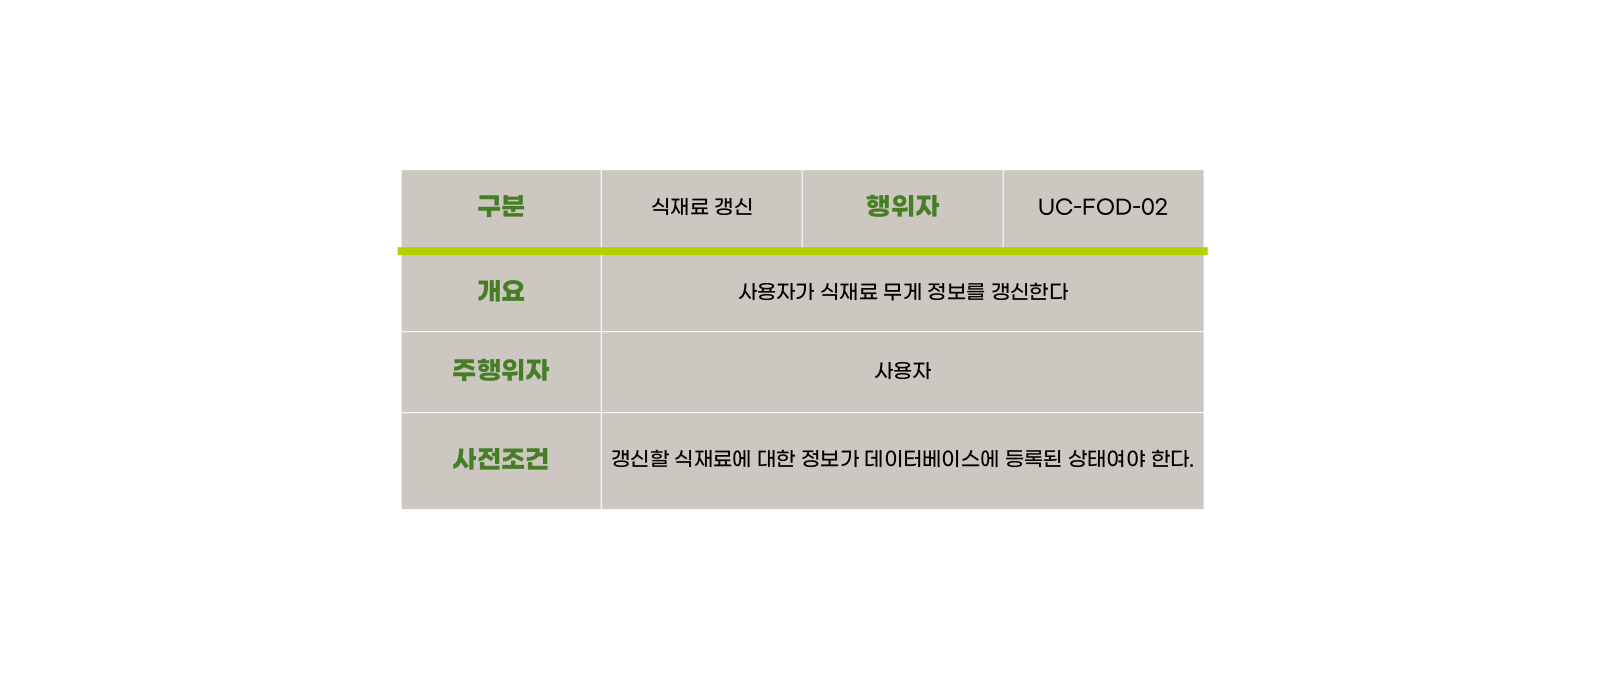 구분 식재료 갱신 행위자 UC-FOD-02
개요 사용자가 식재료 무게 정보를 갱신한다
주행위자 사용자
사전조건 갱신할 식재료에 대한 정보가 데이터베이스에 등록된 상태여야 한다.